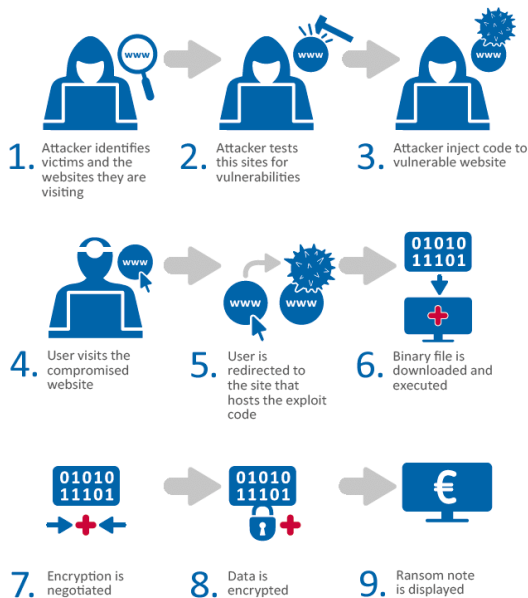 www
www
www
1. Attacker identifies
victims and the
websites they are
visiting
2. Attacker tests
this sites for
vulnerabilities
3. Attacker inject code to
vulnerable website
www
www
www
01010
11101
4. User visits the
compromised
website
5. User is
redirected to
the site that
hosts the exploit
code
6. Binary file is
downloaded and
executed
01010
11101
01010
11101
€
7. Encryption is
negotiated
8. Data is
encrypted
9. Ransom note
is displayed